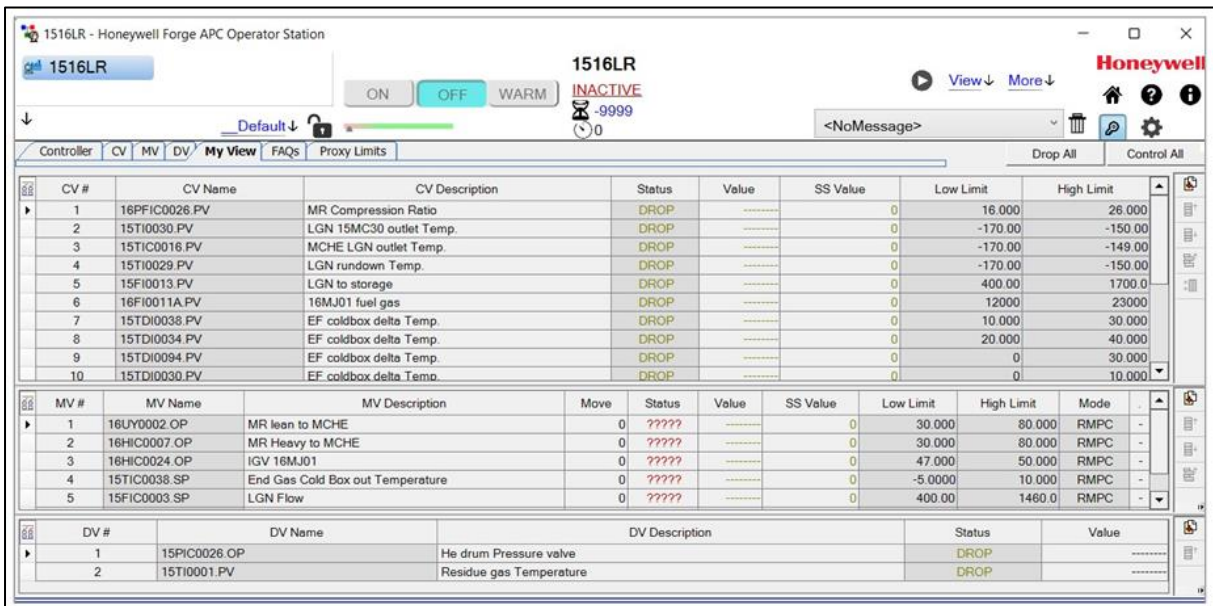 1516LR - Honeywell Forge APC Operator Station
1516LR
ON OFF WARM
1516LR
INACTIVE
-9999
0
View↓ More↓
Honeywell
Default↓
<NoMessage>
Controller CV MV DV My View FAQs Proxy Limits Drop All Control All
CV # CV Name CV Description Status Value SS Value Low Limit High Limit
1 16PFIC0026.PV MR Compression Ratio DROP -------- 0 16.000 26.000
2 15TI0030.PV LGN 15MC30 outlet Temp. DROP -------- 0 -170.00 -150.00
3 15TIC0016.PV MCHE LGN outlet Temp. DROP -------- 0 -170.00 -149.00
4 15TI0029.PV LGN rundown Temp. DROP -------- 0 -170.00 -150.00
5 15FI0013.PV LGN to storage DROP -------- 0 400.00 1700.0
6 16FI0011A.PV 16MJ01 fuel gas DROP -------- 0 12000 23000
7 15TDI0038.PV EF coldbox delta Temp. DROP -------- 0 10.000 30.000
8 15TDI0034.PV EF coldbox delta Temp. DROP -------- 0 20.000 40.000
9 15TDI0094.PV EF coldbox delta Temp. DROP -------- 0 0 30.000
10 15TDI0030.PV EF coldbox delta Temp. DROP -------- 0 0 10.000
MV # MV Name MV Description Move Status Value SS Value Low Limit High Limit Mode .
1 16UY0002.OP MR lean to MCHE 0 ????? -------- 0 30.000 80.000 RMPC -
2 16HIC0007.OP MR Heavy to MCHE 0 ????? -------- 0 30.000 80.000 RMPC -
3 16HIC0024.OP IGV 16MJ01 0 ????? -------- 0 47.000 50.000 RMPC -
4 15TIC0038.SP End Gas Cold Box out Temperature 0 ????? -------- 0 -5.0000 10.000 RMPC -
5 15FIC0003.SP LGN Flow 0 ????? -------- 0 400.00 1460.0 RMPC -
DV # DV Name DV Description Status Value
1 15PIC0026.OP He drum Pressure valve DROP --------
2 15TI0001.PV Residue gas Temperature DROP --------